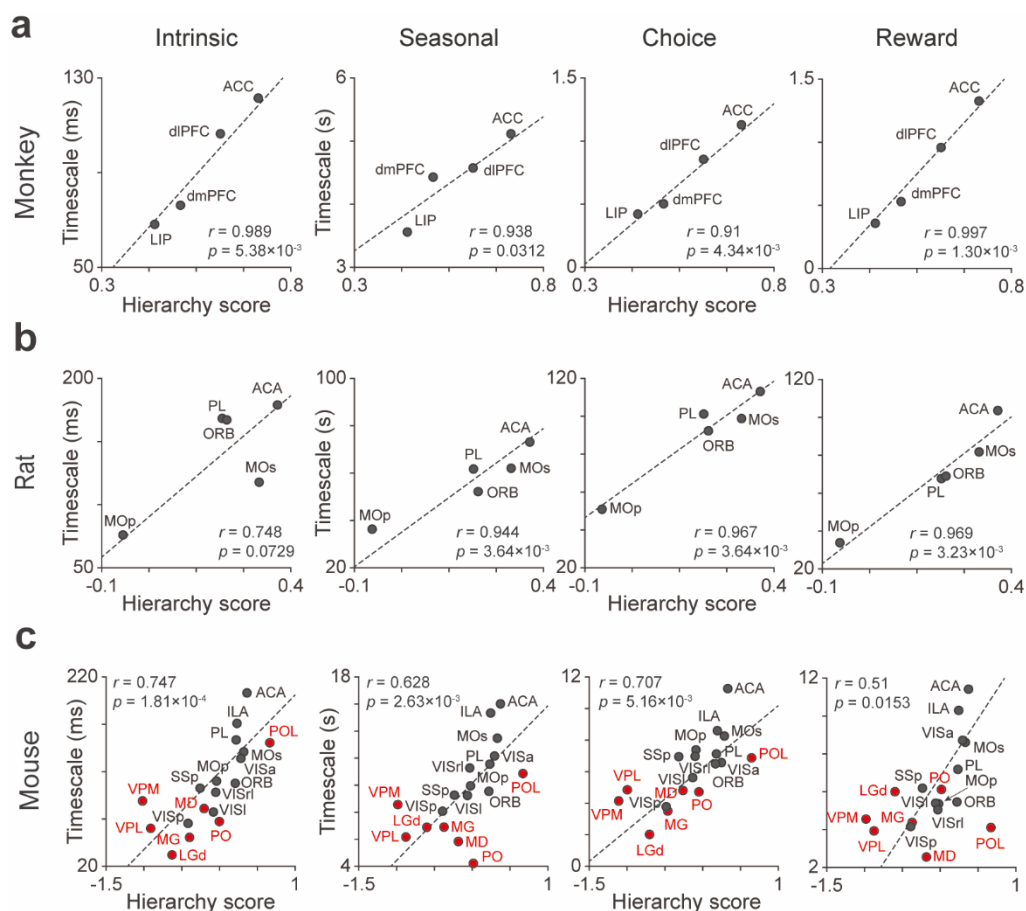 a
Intrinsic
Seasonal
Choice
Reward
Monkey
Timescale (ms)
130
50
ACC
dlPFC
dmPFC
LIP
r = 0.989
p = 5.38×10-3
0.3
0.8
Hierarchy score
Timescale (s)
6
3
ACC
dmPFC
dlPFC
LIP
r = 0.938
p = 0.0312
0.3
0.8
Hierarchy score
1.5
0
ACC
dlPFC
LIP
dmPFC
r = 0.91
p = 4.34×10-3
0.3
0.8
Hierarchy score
1.5
0
ACC
dlPFC
LIP
dmPFC
r = 0.997
p = 1.30×10-3
0.3
0.8
Hierarchy score
b
Rat
Timescale (ms)
200
50
ACA
PL
ORB
MOs
MOp
r = 0.748
p = 0.0729
-0.1
0.4
Hierarchy score
Timescale (s)
100
20
ACA
PL
MOs
ORB
MOp
r = 0.944
p = 3.64×10-3
-0.1
0.4
Hierarchy score
120
20
ACA
PL
MOs
ORB
MOp
r = 0.967
p = 3.64×10-3
-0.1
0.4
Hierarchy score
120
20
ACA
MOs
ORB
PL
MOp
r = 0.969
p = 3.23×10-3
-0.1
0.4
Hierarchy score
c
Mouse
Timescale (ms)
220
20
r = 0.747
p = 1.81×10-4
ACA
ILA
PL
POL
MOs
MOp
VISa
SSp
VISrl
VPM
MD
VISl
VISp
VPL
MG
PO
LGd
-1.5
1
Hierarchy score
Timescale (s)
18
4
r = 0.628
p = 2.63×10-3
ACA
ILA
MOs
PL
VISa
VISrl
MOp
POL
SSp
VPM
VISl
ORB
VISp
LGd
MG
VPL
MD
PO
-1.5
1
Hierarchy score
12
0
r = 0.707
p = 5.16×10-3
ACA
ILA
MOs
MOp
SSp
PL
POL
VISrl
VISa
VPL
VISl
MD
PO
VPM
VISp
MG
LGd
-1.5
1
Hierarchy score
12
2
r = 0.51
p = 0.0153
ACA
ILA
VISa
MOs
PL
SSp
PO
LGd
MOp
VISl
ORB
VPM
MG
VISrl
VPL
VISp
POL
MD
-1.5
1
Hierarchy score